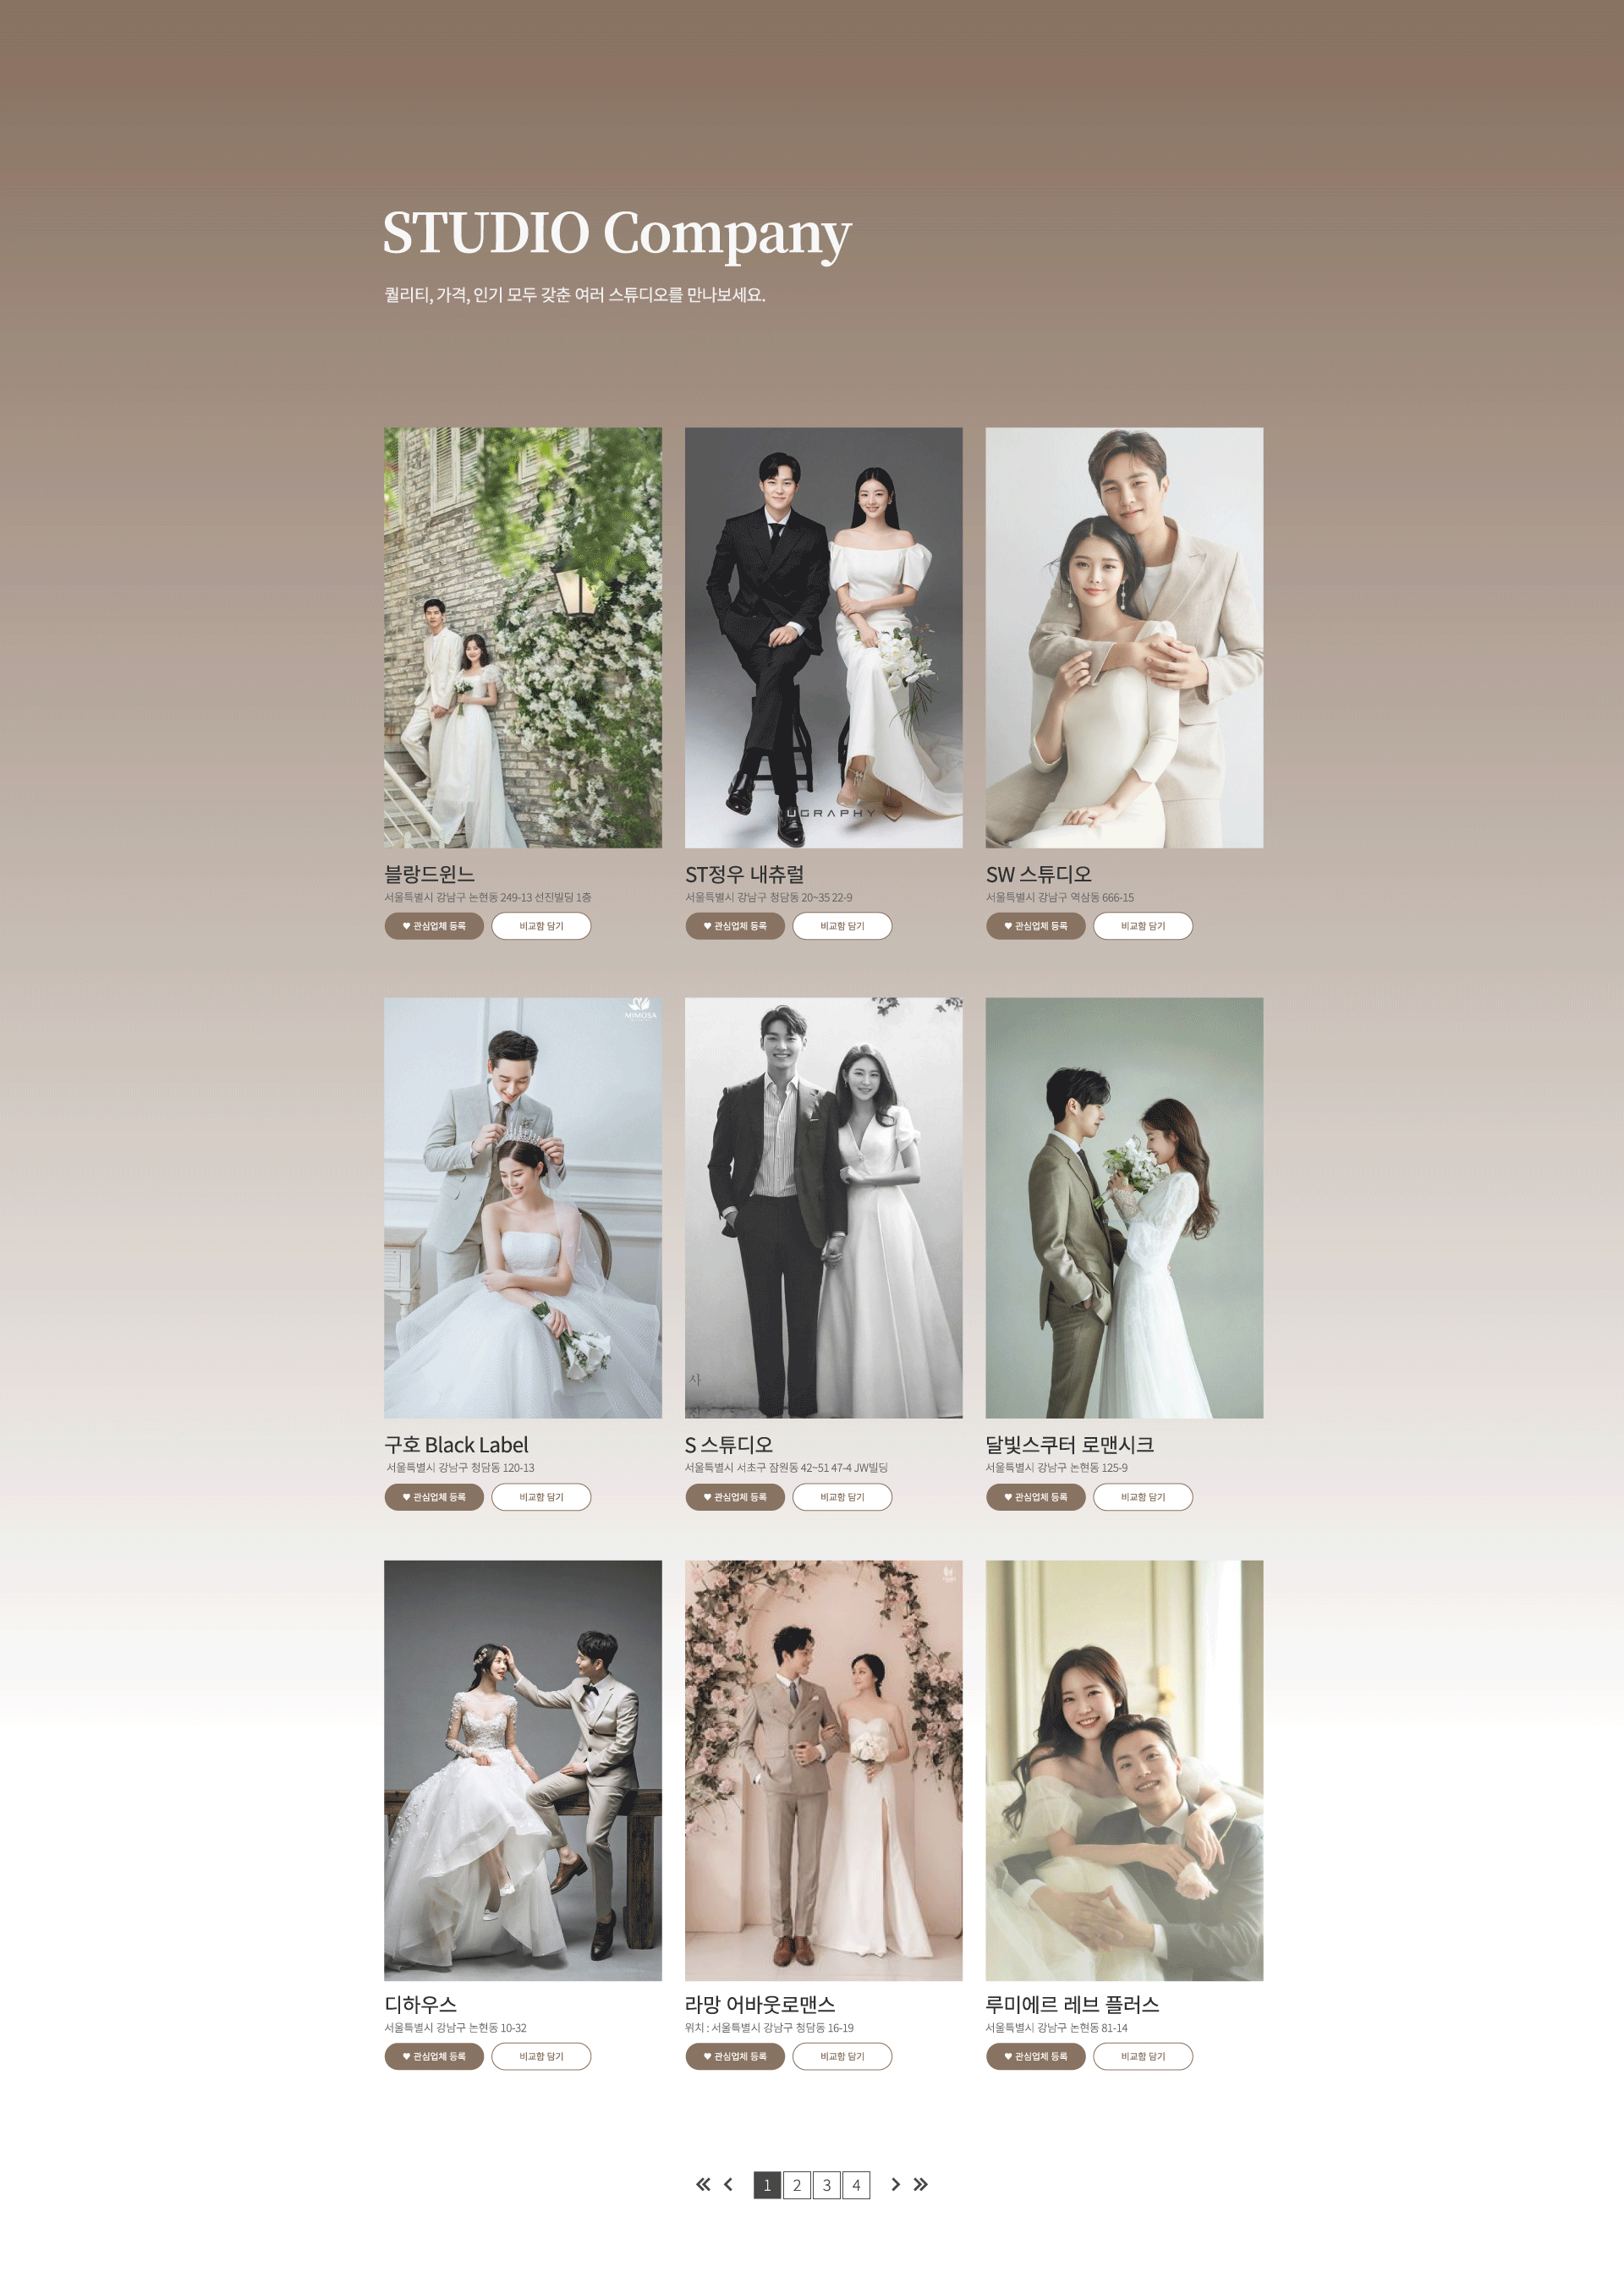 STUDIO Company
퀄리티, 가격, 인기 모두 갖춘 여러 스튜디오를 만나보세요.
UGRAPHY
블랑드윈느
서울특별시 강남구 논현동 249-13 선진빌딩 1층
♥ 관심업체 등록 비교함 담기
ST정우 내츄럴
서울특별시 강남구 청담동 20~35 22-9
♥ 관심업체 등록 비교함 담기
SW 스튜디오
서울특별시 강남구 역삼동 666-15
♥ 관심업체 등록 비교함 담기
MIMOSA
사
진
구호 Black Label
서울특별시 강남구 청담동 120-13
♥ 관심업체 등록 비교함 담기
S 스튜디오
서울특별시 서초구 잠원동 42~51 47-4 JW빌딩
♥ 관심업체 등록 비교함 담기
달빛스쿠터 로맨시크
서울특별시 강남구 논현동 125-9
♥ 관심업체 등록 비교함 담기
디하우스
서울특별시 강남구 논현동 10-32
♥ 관심업체 등록 비교함 담기
라망 어바웃로맨스
위치 : 서울특별시 강남구 청담동 16-19
♥ 관심업체 등록 비교함 담기
루미에르 레브 플러스
서울특별시 강남구 논현동 81-14
♥ 관심업체 등록 비교함 담기
1 2 3 4